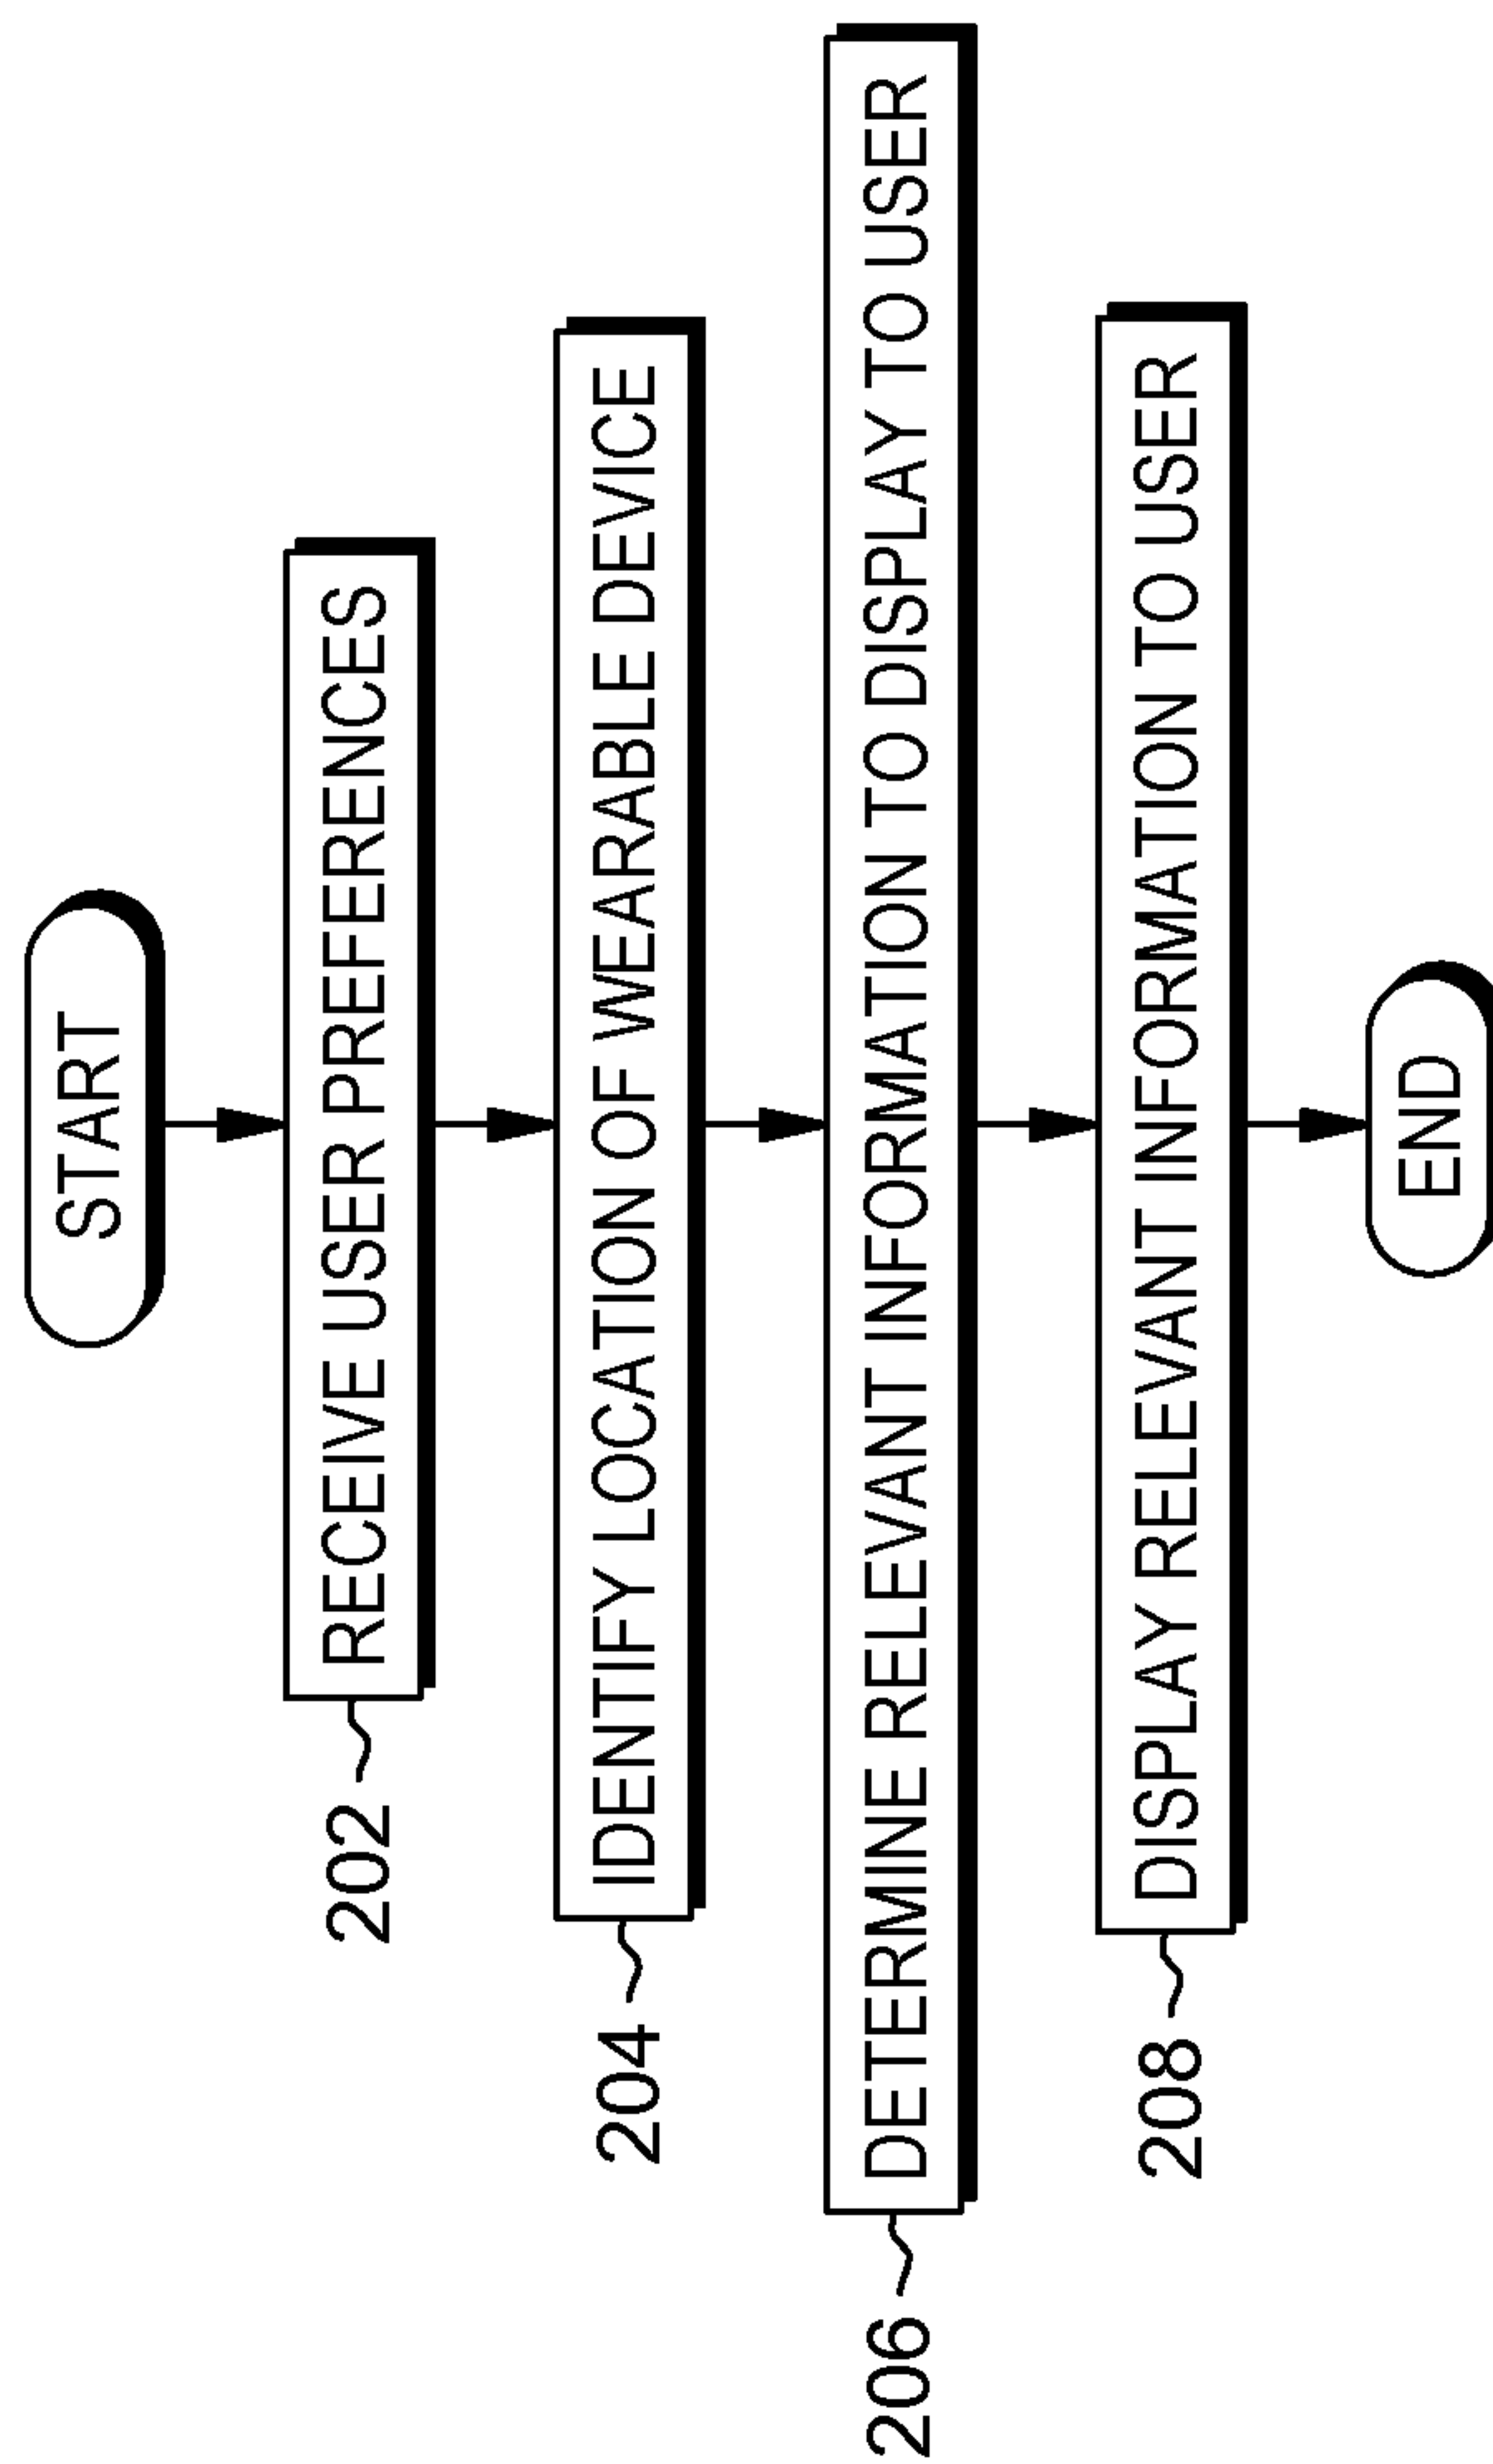 START
RECEIVE USER PREFERENCES
202
IDENTIFY LOCATION OF WEARABLE DEVICE
204
DETERMINE RELEVANT INFORMATION TO DISPLAY TO USER
206
DISPLAY RELEVANT INFORMATION TO USER
208
END